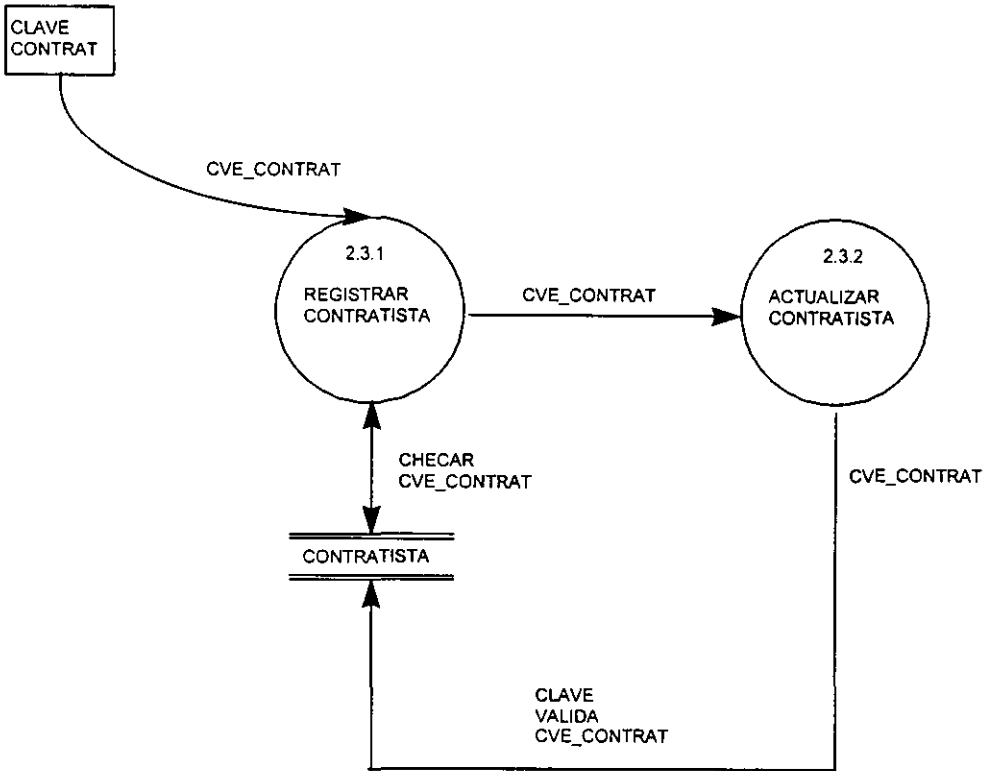 CLAVE
CONTRAT
CVE_CONTRAT
2.3.1
REGISTRAR
CONTRATISTA
CVE_CONTRAT
2.3.2
ACTUALIZAR
CONTRATISTA
CHECAR
CVE_CONTRAT
CVE_CONTRAT
CONTRATISTA
CLAVE
VALIDA
CVE_CONTRAT